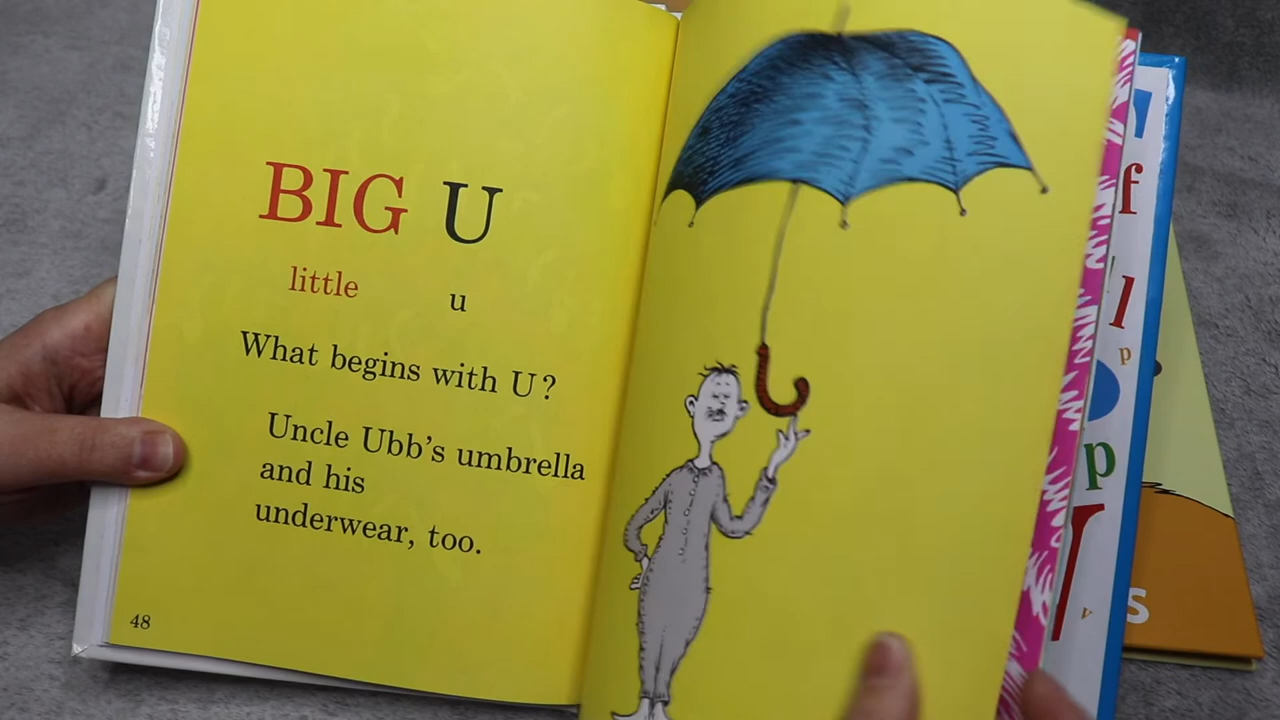 BIG U
little u
What begins with U?
Uncle Ubb's umbrella
and his
underwear, too.
48
f
l
p
p
v
s